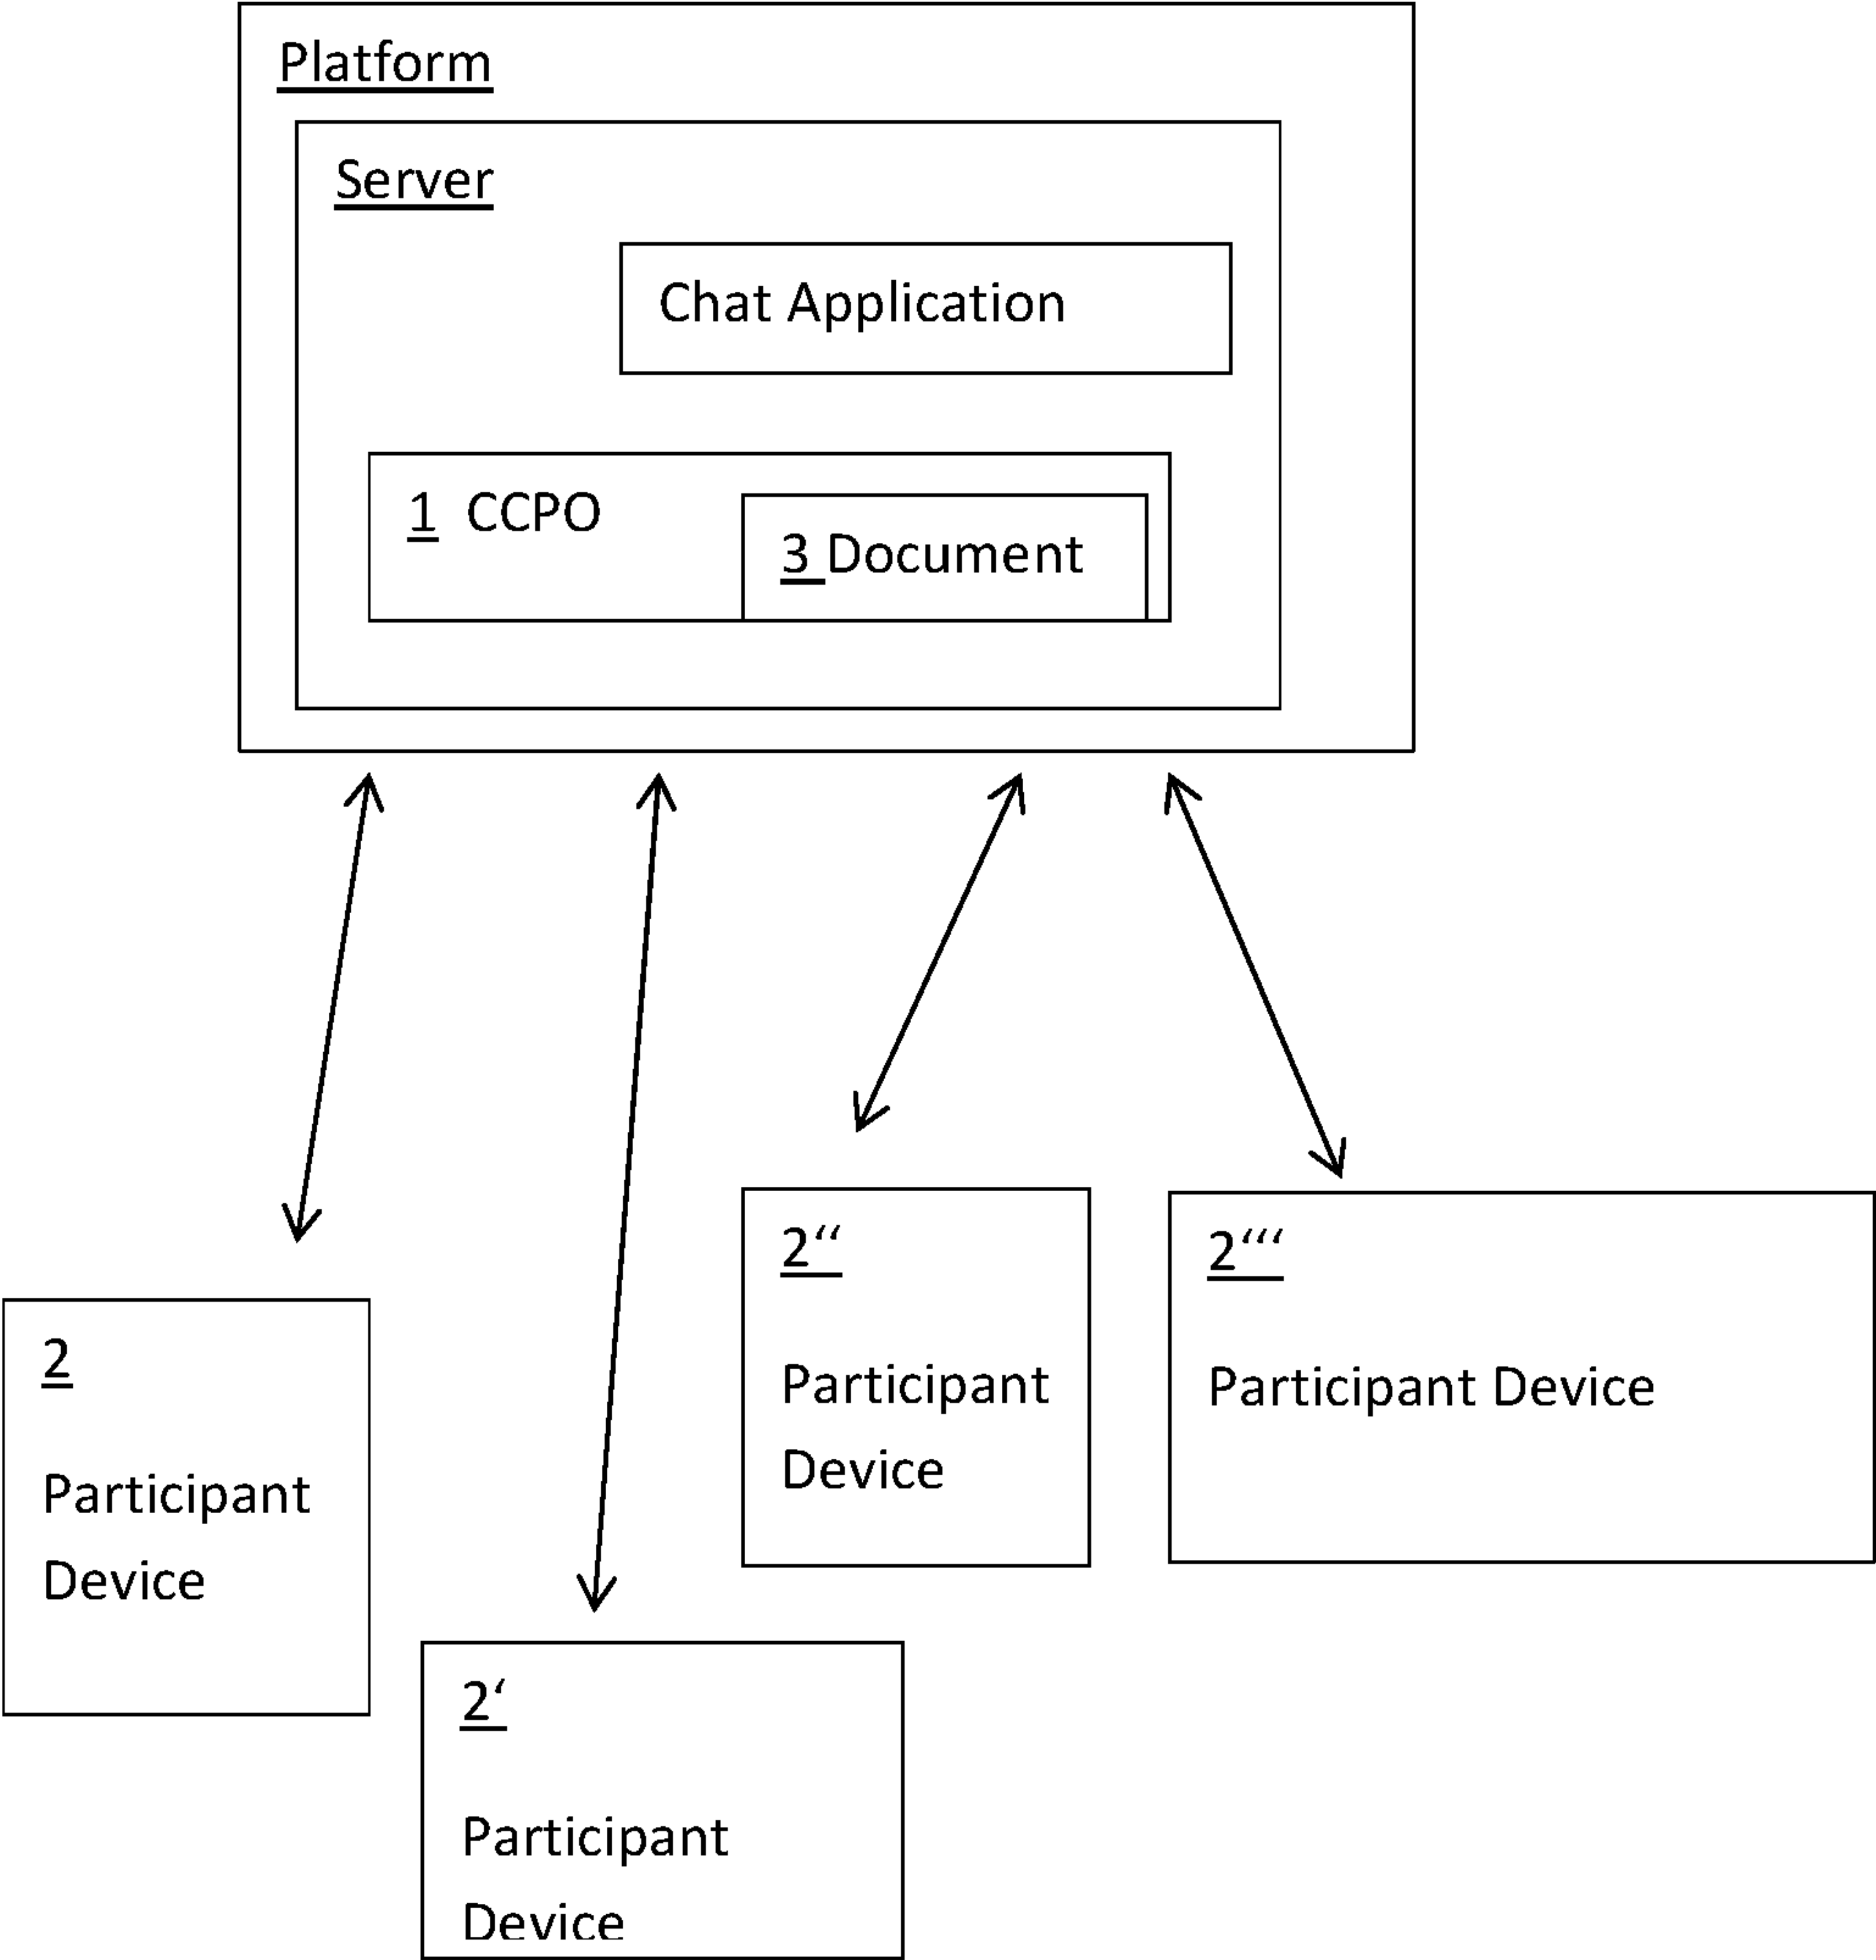 Platform
Server
Chat Application
1 CCPO
3 Document
2
Participant
Device
2‘
Participant
Device
2‘‘
Participant
Device
2‘‘‘
Participant Device